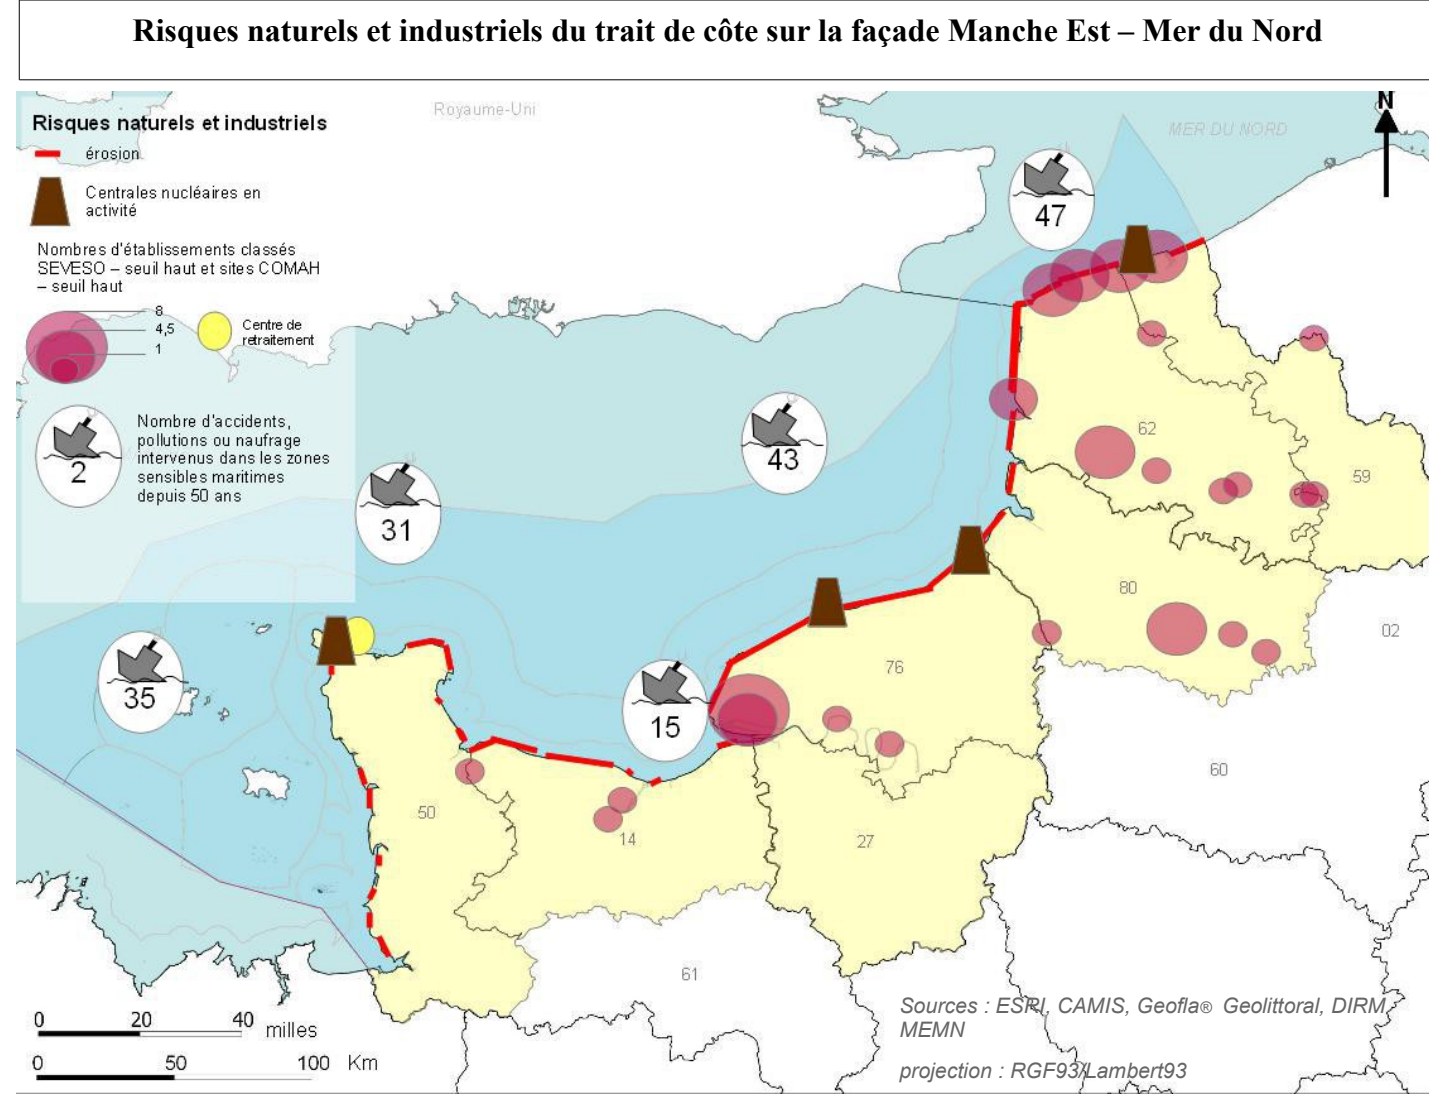 Risques naturels et industriels du trait de côte sur la façade Manche Est – Mer du Nord
Royaume-Uni
MER DU NORD
N
Risques naturels et industriels
érosion
Centrales nucléaires en
activité
Nombres d'établissements classés
SEVESO – seuil haut et sites COMAH
– seuil haut
8
4,5
1
Centre de
retraitement
2
Nombre d'accidents,
pollutions ou naufrage
intervenus dans les zones
sensibles maritimes
depuis 50 ans
47
43
31
35
15
62
59
80
02
76
60
50
14
27
61
0 20 40 milles
0 50 100 Km
Sources : ESRI, CAMIS, Geofla® Geolittoral, DIRM
MEMN
projection : RGF93/Lambert93